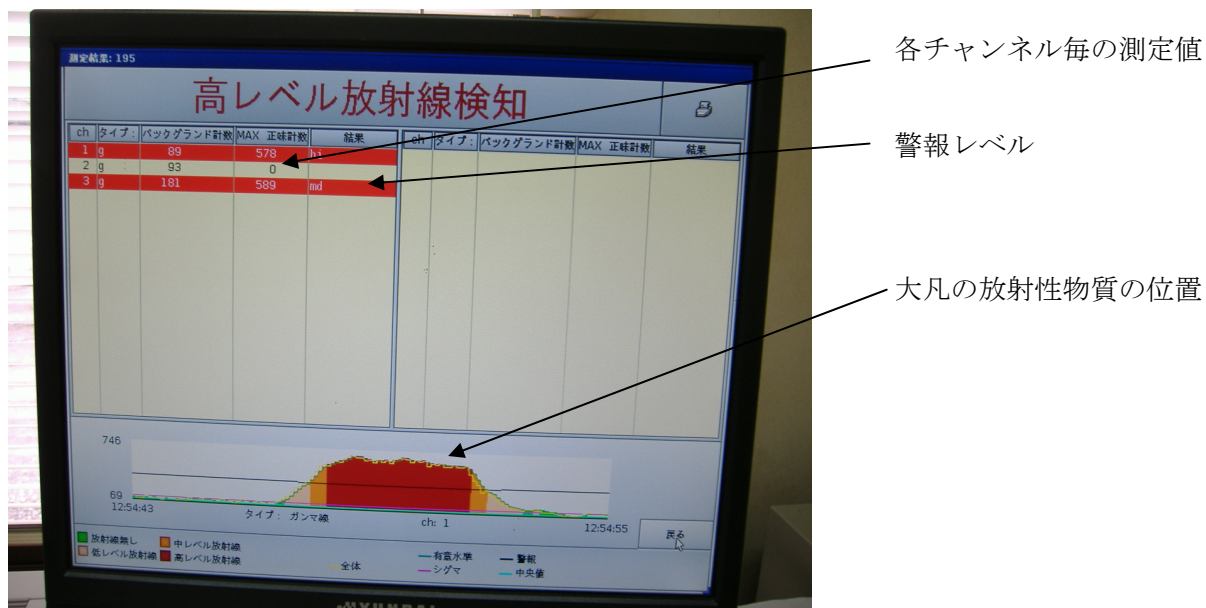 測定結果: 195
高レベル放射線検知
ch タイプ: バックグランド計数 MAX 正味計数 結果
1 g 89 578 hi
2 g 93 0
3 g 181 589 md
ch タイプ: バックグランド計数 MAX 正味計数 結果
746
69
12:54:43 タイプ: ガンマ線 ch: 1 12:54:55
戻る
放射線無し 中レベル放射線
低レベル放射線 高レベル放射線
全体
有意水準 警報
シグマ 中央値
HYUNDAI
各チャンネル毎の測定値
警報レベル
大凡の放射性物質の位置